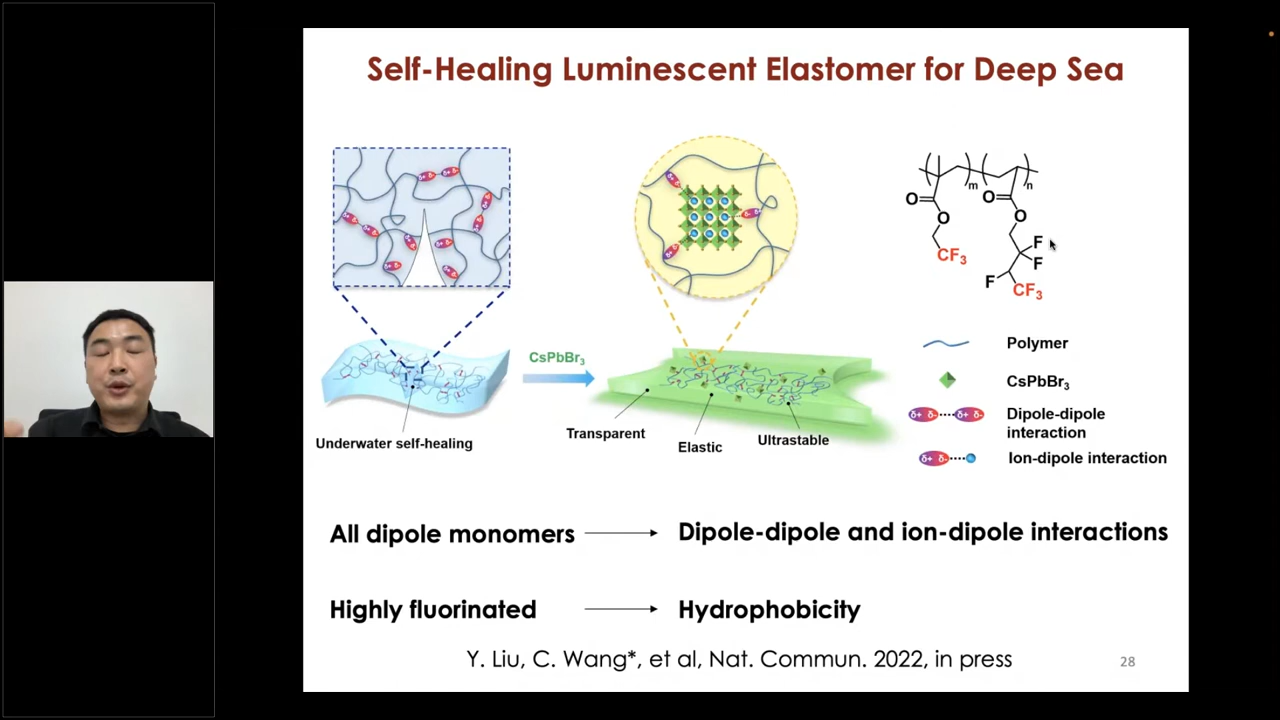 Self-Healing Luminescent Elastomer for Deep Sea
δ+ δ- δ+ δ-
CsPbBr3
Underwater self-healing
Transparent
Elastic
Ultrastable
m
n
O
O
O
O
CF3
F
F
F
CF3
Polymer
CsPbBr3
δ+ δ- δ+ δ-
Dipole-dipole
interaction
δ+ δ-
Ion-dipole interaction
All dipole monomers
Dipole-dipole and ion-dipole interactions
Highly fluorinated
Hydrophobicity
Y. Liu, C. Wang*, et al, Nat. Commun. 2022, in press
28